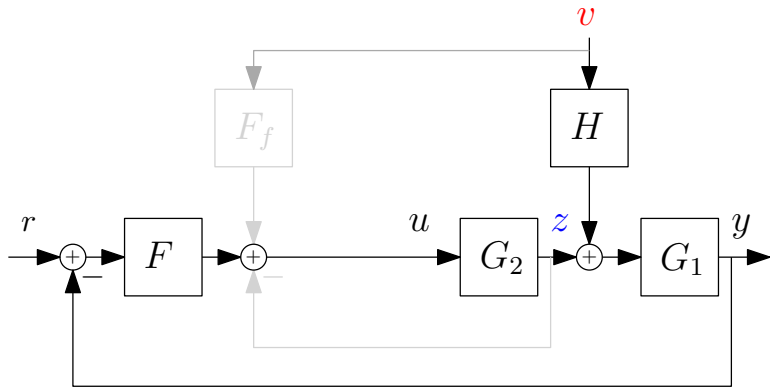 v
F_f
H
r
+
−
F
+
−
u
G_2
z
+
G_1
y